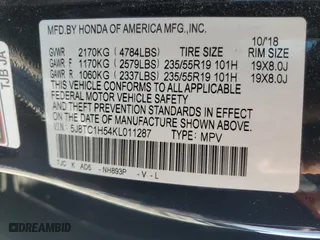 TJB JA
MFD.BY HONDA OF AMERICA MFG.,INC. 10/18
GVWR 2170KG (4784LBS) RIM SIZE
GAWR F 1170KG (2579LBS) 235/55R19 101H 19X8.0J
GAWR R 1060KG (2337LBS) 235/55R19 101H 19X8.0J
THIS VEHICLE CONFORMS TO ALL APPLICABLE
FEDERAL MOTOR VEHICLE SAFETY, BUMPER, AND
THEFT PREVENTION STANDARDS IN EFFECT ON THE
DATE OF MANUFACTURE SHOWN ABOVE.
5J8TC1H54KL011287 TYPE: MPV
TJC K AD5 - NH893P - V - L
© DREAMBID